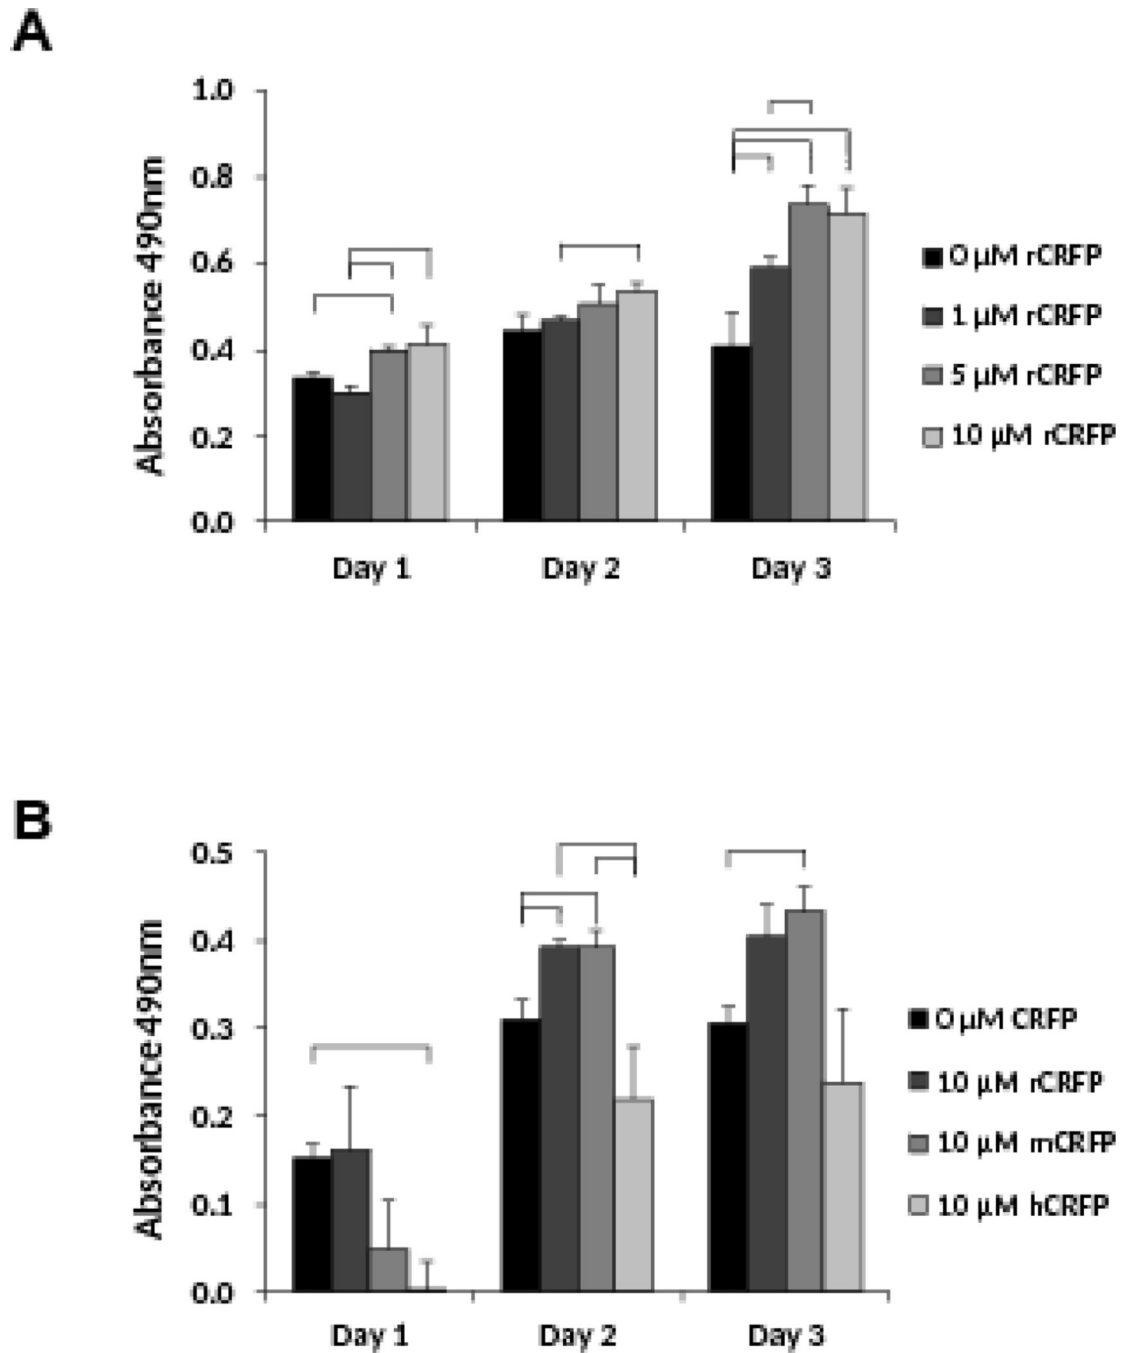 A
Absorbance 490nm
1.0
0.8
0.6
0.4
0.2
0.0
Day 1
Day 2
Day 3
0 µM rCRFP
1 µM rCRFP
5 µM rCRFP
10 µM rCRFP
B
Absorbance 490nm
0.5
0.4
0.3
0.2
0.1
0.0
Day 1
Day 2
Day 3
0 µM CRFP
10 µM rCRFP
10 µM mCRFP
10 µM hCRFP